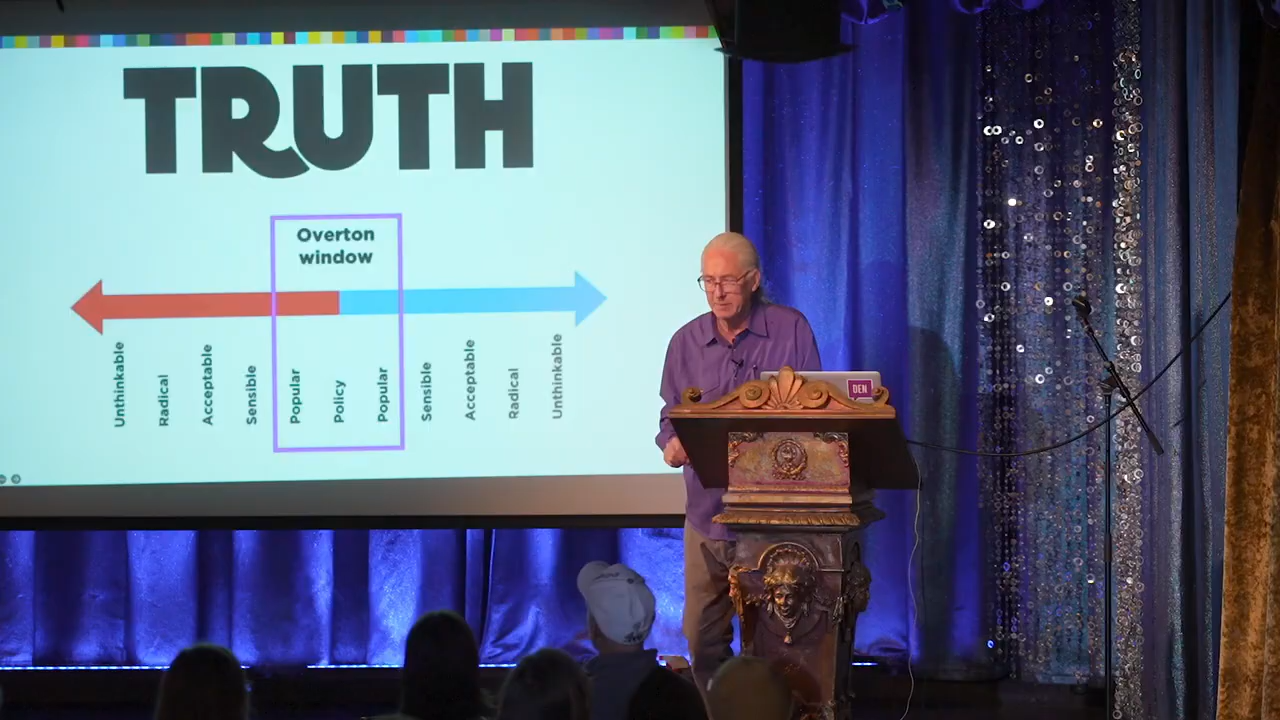 TRUTH
Overton
window
Unthinkable
Radical
Acceptable
Sensible
Popular
Policy
Popular
Sensible
Acceptable
Radical
Unthinkable
DEN